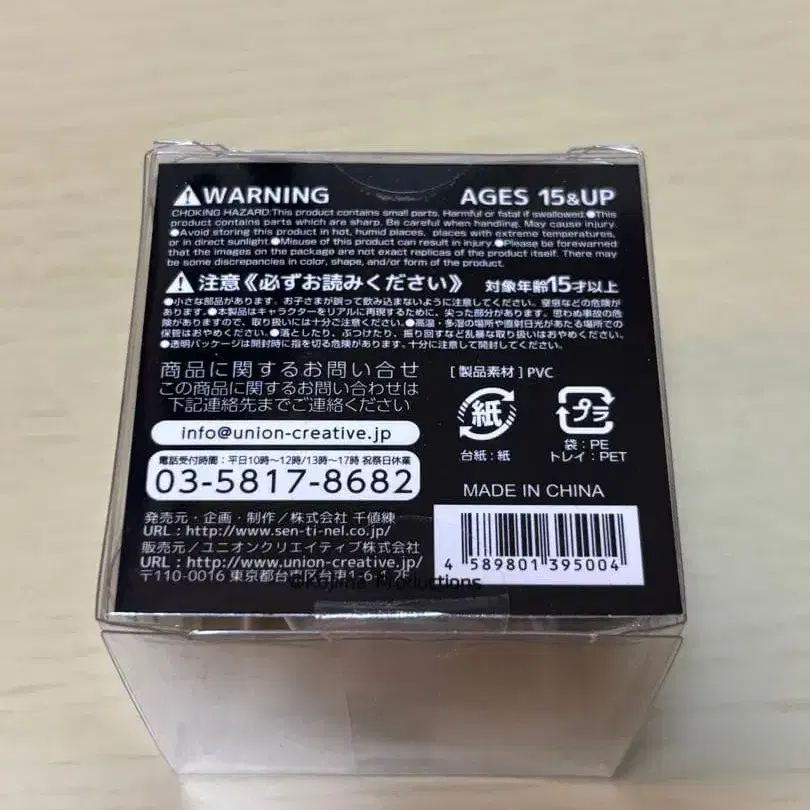 ⚠WARNING AGES 15&UP
CHOKING HAZARD:This product contains small parts. Harmful or fatal if swallowed.●This
product contains parts which are sharp. Be careful when handling. May cause injury.
●Avoid storing this product in hot, humid places, places with extreme temperatures,
or in direct sunlight.●Misuse of this product can result in injury.●Please be forewarned
that the images on the package are not exact replicas of the product itself. There may
be some discrepancies in color, shape, and/or form of the product.
⚠注意《必ずお読みください》 対象年齢15才以上
●小さな部品があります。お子さまが誤って飲み込まないように注意してください。窒息などの危険が
あります。●本製品はキャラクターをリアルに再現するために、尖った部分があります。思わぬ事故の危
険がありますので、取り扱いには十分ご注意ください。●高温・多湿の場所や直射日光があたる場所での
保管はおやめください。●落としたり、ぶつけたり、振り回すなど乱暴な取り扱いはおやめください。
●透明パッケージは開封時に指を切る危険があります。十分に注意して開封してください。
商品に関するお問い合せ
この商品に関するお問い合わせは
下記連絡先までご連絡ください
info@union-creative.jp
電話受付時間：平日10時〜12時/13時〜17時 祝祭日休業
03-5817-8682
発売元・企画・制作／株式会社 千値練
URL：http://www.sen-ti-nel.co.jp/
販売元／ユニオンクリエイティブ株式会社
URL：http://www.union-creative.jp/
〒110-0016 東京都台東区台東1-6-4 2F
[製品素材] PVC
紙
台紙：紙
プラ
袋：PE
トレイ：PET
MADE IN CHINA
4 589801 395004
©Kojima Productions